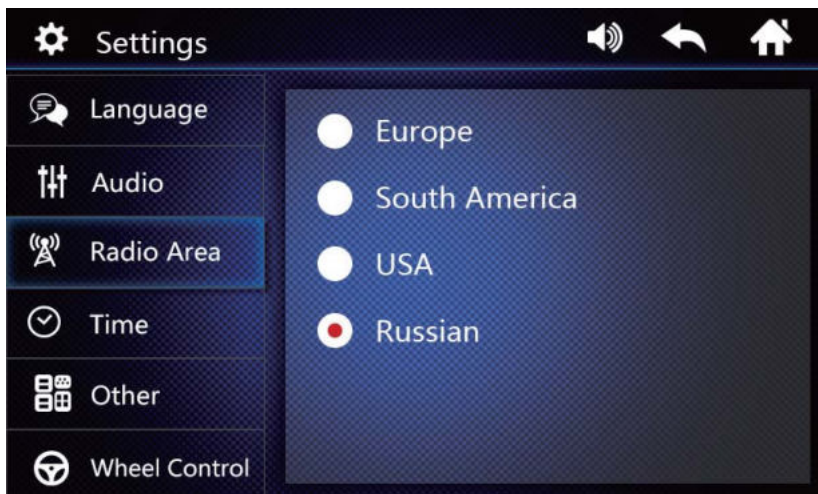 Settings
Language
Audio
Radio Area
Time
Other
Wheel Control
Europe
South America
USA
Russian